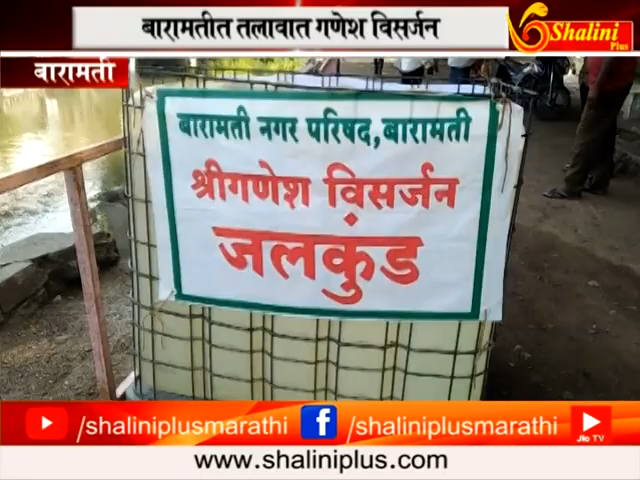 बारामतीत तलावात गणेश विसर्जन
Shalini
Plus
बारामती
बारामती नगर परिषद, बारामती
श्रीगणेश विसर्जन
जलकुंड
/shaliniplusmarathi
/shaliniplusmarathi
Jio TV
www.shaliniplus.com